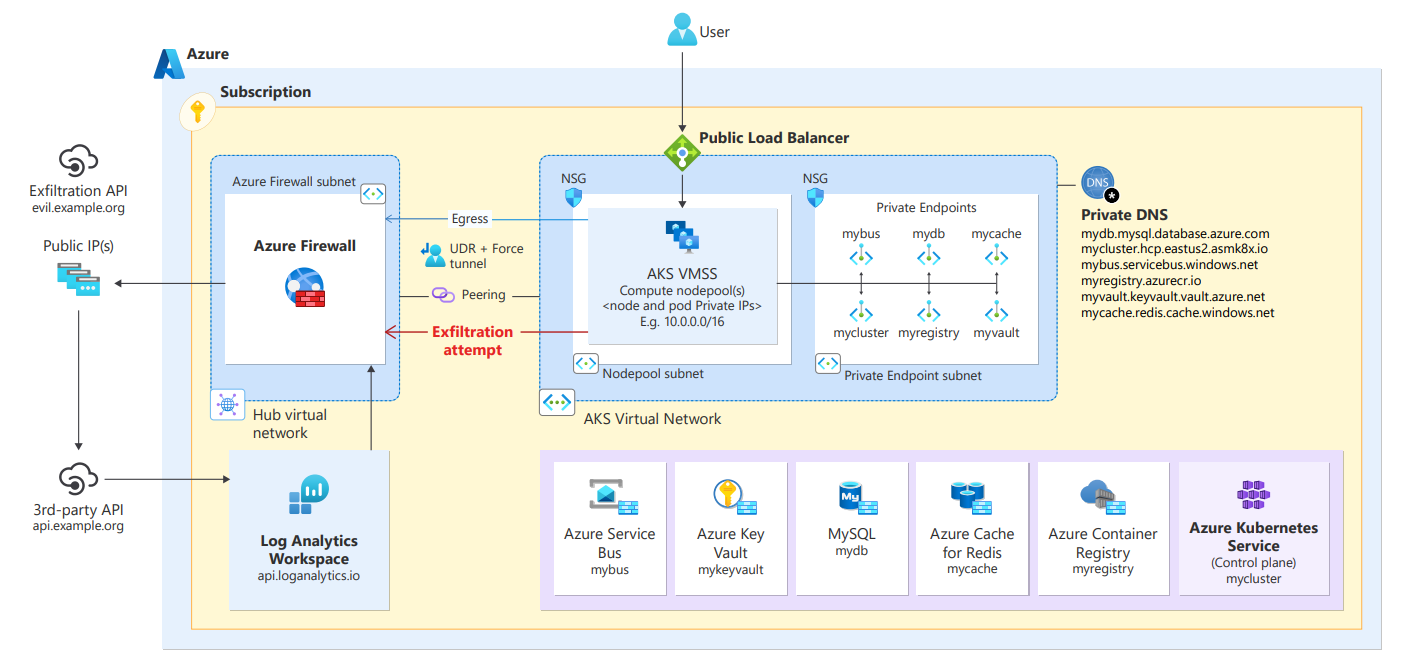 User
Azure
Subscription
Public Load Balancer
Exfiltration API
evil.example.org
Public IP(s)
3rd-party API
api.example.org
Azure Firewall subnet
Azure Firewall
Hub virtual
network
Egress
UDR + Force
tunnel
Peering
Exfiltration
attempt
NSG
AKS VMSS
Compute nodepool(s)
<node and pod Private IPs>
E.g. 10.0.0.0/16
Nodepool subnet
AKS Virtual Network
NSG
Private Endpoints
mybus
mydb
mycache
mycluster
myregistry
myvault
Private Endpoint subnet
DNS
*
Private DNS
mydb.mysql.database.azure.com
mycluster.hcp.eastus2.asmk8x.io
mybus.servicebus.windows.net
myregistry.azurecr.io
myvault.keyvault.vault.azure.net
mycache.redis.cache.windows.net
Log Analytics
Workspace
api.loganalytics.io
Azure Service
Bus
mybus
Azure Key
Vault
mykeyvault
My
MySQL
mydb
Azure Cache
for Redis
mycache
Azure Container
Registry
myregistry
Azure Kubernetes
Service
(Control plane)
mycluster